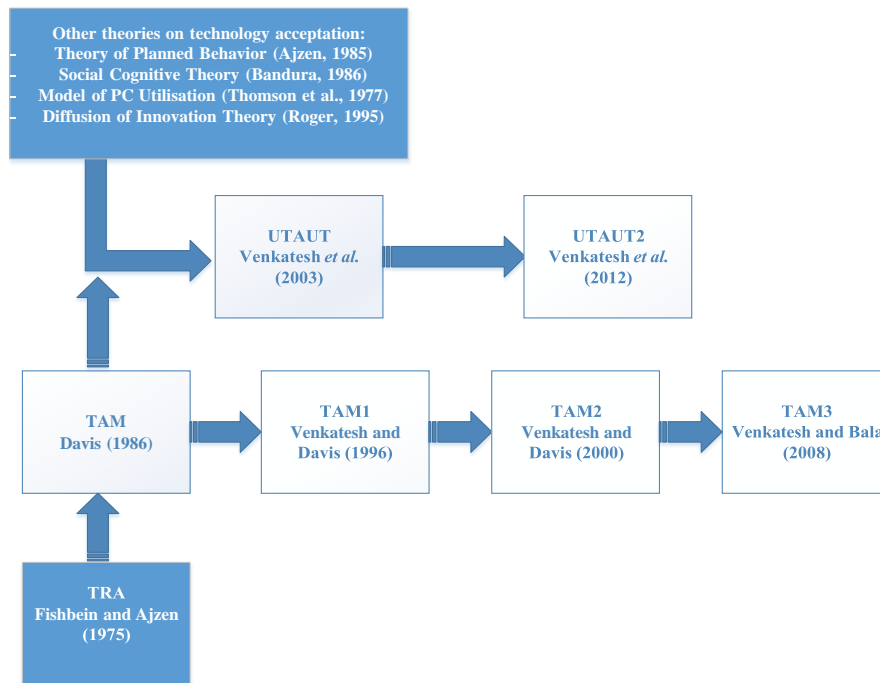 Other theories on technology acceptation:
- Theory of Planned Behavior (Ajzen, 1985)
- Social Cognitive Theory (Bandura, 1986)
- Model of PC Utilisation (Thomson et al., 1977)
- Diffusion of Innovation Theory (Roger, 1995)
UTAUT
Venkatesh et al.
(2003)
UTAUT2
Venkatesh et al.
(2012)
TAM
Davis (1986)
TAM1
Venkatesh and
Davis (1996)
TAM2
Venkatesh and
Davis (2000)
TAM3
Venkatesh and Bala
(2008)
TRA
Fishbein and Ajzen
(1975)